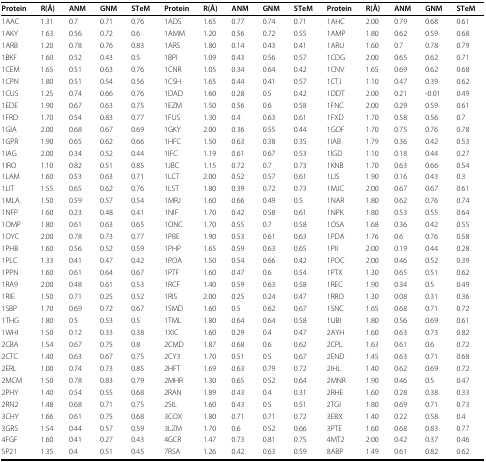 Protein R(Å) ANM GNM STeM Protein R(Å) ANM GNM STeM Protein R(Å) ANM GNM STeM
1AAC 1.31 0.7 0.71 0.76 1ADS 1.65 0.77 0.74 0.71 1AHC 2.00 0.79 0.68 0.61
1AKY 1.63 0.56 0.72 0.6 1AMM 1.20 0.56 0.72 0.55 1AMP 1.80 0.62 0.59 0.68
1ARB 1.20 0.78 0.76 0.83 1ARS 1.80 0.14 0.43 0.41 1ARU 1.60 0.7 0.78 0.79
1BKF 1.60 0.52 0.43 0.5 1BPI 1.09 0.43 0.56 0.57 1CDG 2.00 0.65 0.62 0.71
1CEM 1.65 0.51 0.63 0.76 1CNR 1.05 0.34 0.64 0.42 1CNV 1.65 0.69 0.62 0.68
1CPN 1.80 0.51 0.54 0.56 1CSH 1.65 0.44 0.41 0.57 1CTJ 1.10 0.47 0.39 0.62
1CUS 1.25 0.74 0.66 0.76 1DAD 1.60 0.28 0.5 0.42 1DDT 2.00 0.21 -0.01 0.49
1EDE 1.90 0.67 0.63 0.75 1EZM 1.50 0.56 0.6 0.58 1FNC 2.00 0.29 0.59 0.61
1FRD 1.70 0.54 0.83 0.77 1FUS 1.30 0.4 0.63 0.61 1FXD 1.70 0.58 0.56 0.7
1GIA 2.00 0.68 0.67 0.69 1GKY 2.00 0.36 0.55 0.44 1GOF 1.70 0.75 0.76 0.78
1GPR 1.90 0.65 0.62 0.66 1HFC 1.50 0.63 0.38 0.35 1IAB 1.79 0.36 0.42 0.53
1IAG 2.00 0.34 0.52 0.44 1IFC 1.19 0.61 0.67 0.53 1IGD 1.10 0.18 0.44 0.27
1IRO 1.10 0.82 0.51 0.85 1JBC 1.15 0.72 0.7 0.73 1KNB 1.70 0.63 0.66 0.54
1LAM 1.60 0.53 0.63 0.71 1LCT 2.00 0.52 0.57 0.61 1LIS 1.90 0.16 0.43 0.3
1LIT 1.55 0.65 0.62 0.76 1LST 1.80 0.39 0.72 0.73 1MJC 2.00 0.67 0.67 0.61
1MLA 1.50 0.59 0.57 0.54 1MRJ 1.60 0.66 0.49 0.5 1NAR 1.80 0.62 0.76 0.74
1NFP 1.60 0.23 0.48 0.41 1NIF 1.70 0.42 0.58 0.61 1NPK 1.80 0.53 0.55 0.64
1OMP 1.80 0.61 0.63 0.65 1ONC 1.70 0.55 0.7 0.58 1OSA 1.68 0.36 0.42 0.55
1OYC 2.00 0.78 0.73 0.77 1PBE 1.90 0.53 0.61 0.63 1PDA 1.76 0.6 0.76 0.58
1PHB 1.60 0.56 0.52 0.59 1PHP 1.65 0.59 0.63 0.65 1PII 2.00 0.19 0.44 0.28
1PLC 1.33 0.41 0.47 0.42 1POA 1.50 0.54 0.66 0.42 1POC 2.00 0.46 0.52 0.39
1PPN 1.60 0.61 0.64 0.67 1PTF 1.60 0.47 0.6 0.54 1PTX 1.30 0.65 0.51 0.62
1RA9 2.00 0.48 0.61 0.53 1RCF 1.40 0.59 0.63 0.58 1REC 1.90 0.34 0.5 0.49
1RIE 1.50 0.71 0.25 0.52 1RIS 2.00 0.25 0.24 0.47 1RRO 1.30 0.08 0.31 0.36
1SBP 1.70 0.69 0.72 0.67 1SMD 1.60 0.5 0.62 0.67 1SNC 1.65 0.68 0.71 0.72
1THG 1.80 0.5 0.53 0.5 1TML 1.80 0.64 0.64 0.58 1UBI 1.80 0.56 0.69 0.61
1WHI 1.50 0.12 0.33 0.38 1XIC 1.60 0.29 0.4 0.47 2AYH 1.60 0.63 0.73 0.82
2CBA 1.54 0.67 0.75 0.8 2CMD 1.87 0.68 0.6 0.62 2CPL 1.63 0.61 0.6 0.72
2CTC 1.40 0.63 0.67 0.75 2CY3 1.70 0.51 0.5 0.67 2END 1.45 0.63 0.71 0.68
2ERL 1.00 0.74 0.73 0.85 2HFT 1.69 0.63 0.79 0.72 2IHL 1.40 0.62 0.69 0.72
2MCM 1.50 0.78 0.83 0.79 2MHR 1.30 0.65 0.52 0.64 2MNR 1.90 0.46 0.5 0.47
2PHY 1.40 0.54 0.55 0.68 2RAN 1.89 0.43 0.4 0.31 2RHE 1.60 0.28 0.38 0.33
2RN2 1.48 0.68 0.71 0.75 2SIL 1.60 0.43 0.5 0.51 2TGI 1.80 0.69 0.71 0.73
3CHY 1.66 0.61 0.75 0.68 3COX 1.80 0.71 0.71 0.72 3EBX 1.40 0.22 0.58 0.4
3GRS 1.54 0.44 0.57 0.59 3LZM 1.70 0.6 0.52 0.66 3PTE 1.60 0.68 0.83 0.77
4FGF 1.60 0.41 0.27 0.43 4GCR 1.47 0.73 0.81 0.75 4MT2 2.00 0.42 0.37 0.46
5P21 1.35 0.4 0.51 0.45 7RSA 1.26 0.42 0.63 0.59 8ABP 1.49 0.61 0.82 0.62